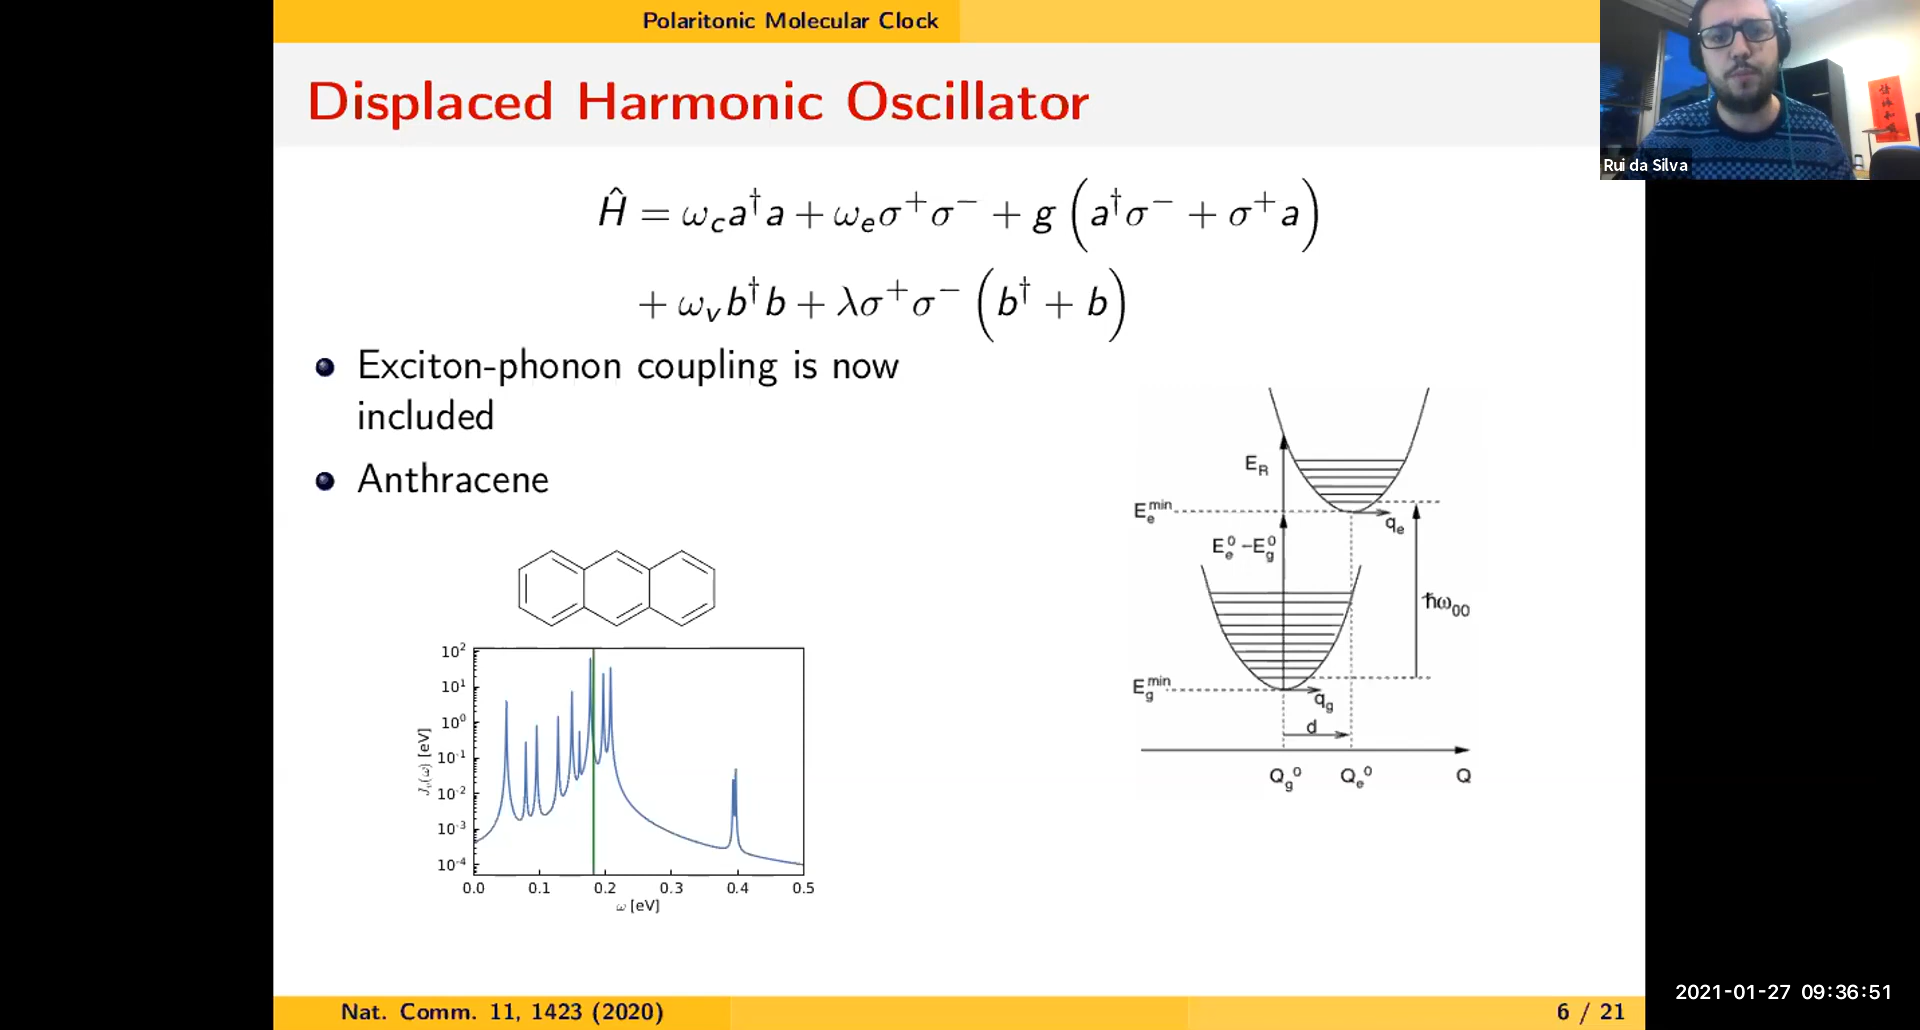 Polaritonic Molecular Clock
Displaced Harmonic Oscillator
Rui da Silva
Ĥ = ω_c a†a + ω_e σ⁺σ⁻ + g (a†σ⁻ + σ⁺a)
+ ω_v b†b + λσ⁺σ⁻ (b† + b)
Exciton-phonon coupling is now
included
Anthracene
E_R
E_e^min
q_e
E_e^0 −E_g^0
ħω_00
E_g^min
q_g
d
Q_g^0 Q_e^0 Q
10² 
10¹
10⁰
10⁻¹
10⁻²
10⁻³
10⁻⁴
J_v(ω) [eV]
0.0 0.1 0.2 0.3 0.4 0.5
ω [eV]
Nat. Comm. 11, 1423 (2020)
6 / 21
2021-01-27 09:36:51